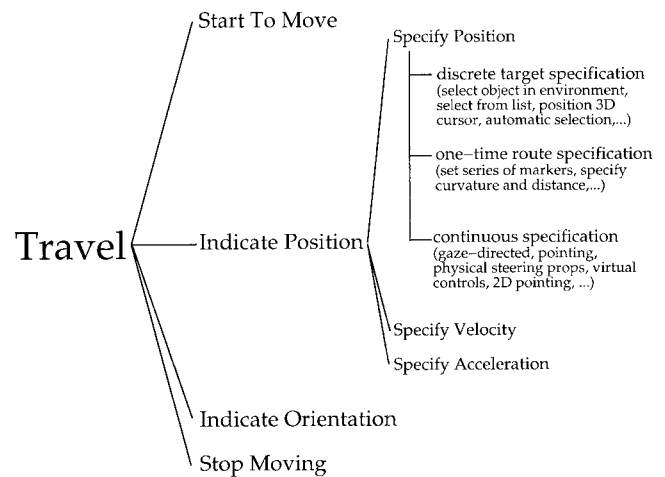 Start To Move
Specify Position
discrete target specification
(select object in environment,
select from list, position 3D
cursor, automatic selection,...)
one-time route specification
(set series of markers, specify
curvature and distance,...)
Travel
Indicate Position
continuous specification
(gaze-directed, pointing,
physical steering props, virtual
controls, 2D pointing, ...)
Specify Velocity
Specify Acceleration
Indicate Orientation
Stop Moving